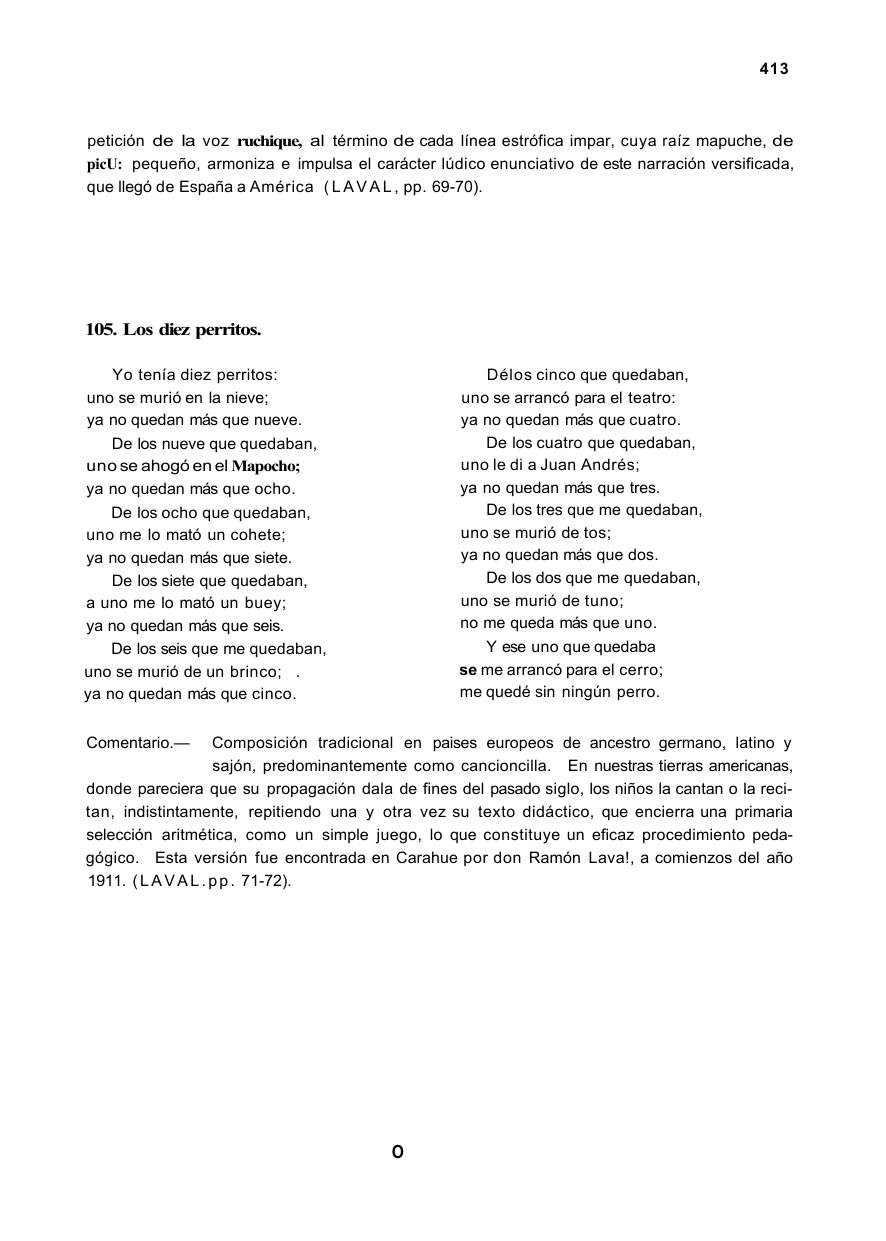 413
petición de la voz ruchique, al término de cada línea estrófica impar, cuya raíz mapuche, de
picU: pequeño, armoniza e impulsa el carácter lúdico enunciativo de este narración versificada,
que llegó de España a América (LAVAL, pp. 69-70).
105. Los diez perritos.
Yo tenía diez perritos:
uno se murió en la nieve;
ya no quedan más que nueve.
De los nueve que quedaban,
uno se ahogó en el Mapocho;
ya no quedan más que ocho.
De los ocho que quedaban,
uno me lo mató un cohete;
ya no quedan más que siete.
De los siete que quedaban,
a uno me lo mató un buey;
ya no quedan más que seis.
De los seis que me quedaban,
uno se murió de un brinco; .
ya no quedan más que cinco.
Délos cinco que quedaban,
uno se arrancó para el teatro:
ya no quedan más que cuatro.
De los cuatro que quedaban,
uno le di a Juan Andrés;
ya no quedan más que tres.
De los tres que me quedaban,
uno se murió de tos;
ya no quedan más que dos.
De los dos que me quedaban,
uno se murió de tuno;
no me queda más que uno.
Y ese uno que quedaba
se me arrancó para el cerro;
me quedé sin ningún perro.
Comentario.— Composición tradicional en paises europeos de ancestro germano, latino y
sajón, predominantemente como cancioncilla. En nuestras tierras americanas,
donde pareciera que su propagación dala de fines del pasado siglo, los niños la cantan o la reci-
tan, indistintamente, repitiendo una y otra vez su texto didáctico, que encierra una primaria
selección aritmética, como un simple juego, lo que constituye un eficaz procedimiento peda-
gógico. Esta versión fue encontrada en Carahue por don Ramón Lava!, a comienzos del año
1911. (LAVAL.pp. 71-72).
O